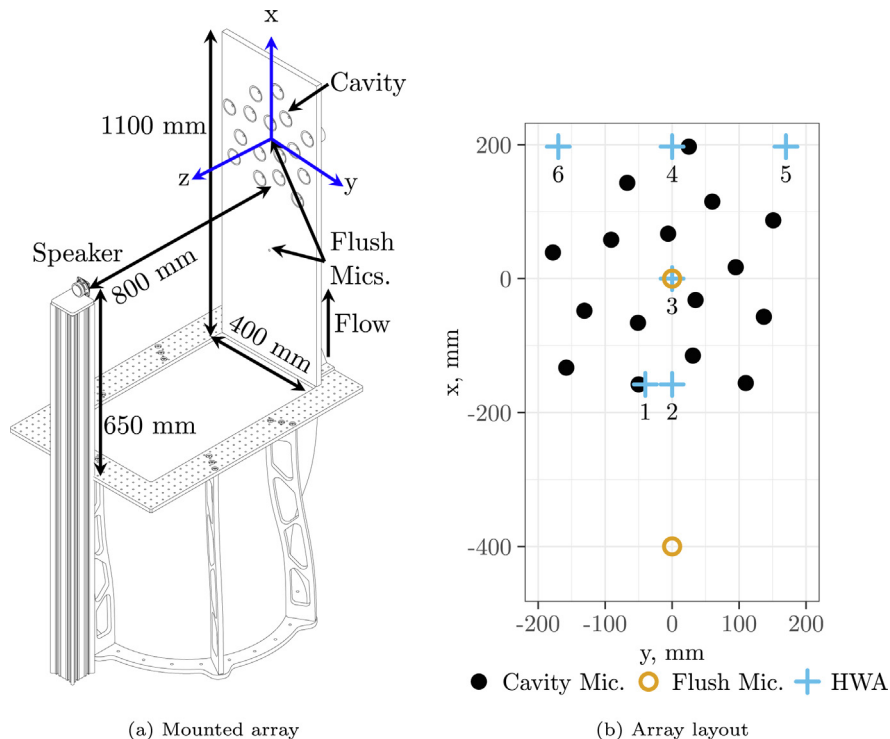 x
Cavity
1100 mm
z
y
Flush
Mics.
Speaker
800 mm
Flow
400 mm
650 mm
(a) Mounted array
x, mm
200
0
-200
-400
6
4
5
3
1
2
-200
-100
0
100
200
y, mm
Cavity Mic.
Flush Mic.
HWA
(b) Array layout